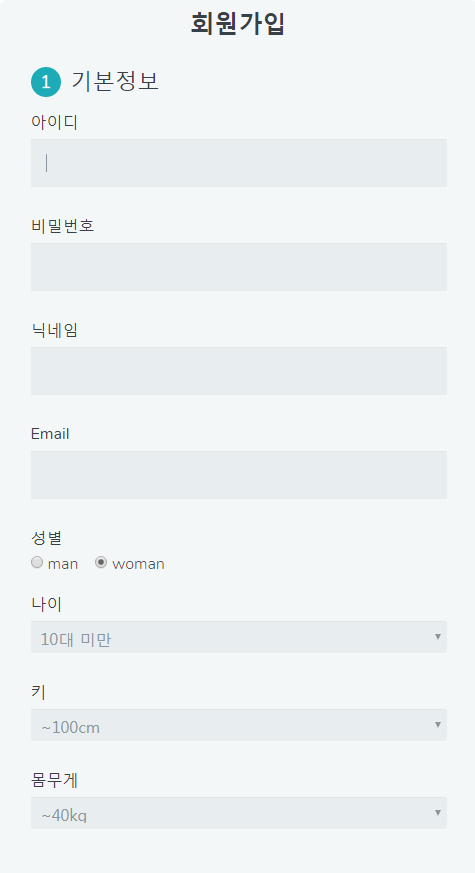 회원가입
1 기본정보
아이디
비밀번호
닉네임
Email
성별
man woman
나이
10대 미만
키
~100cm
몸무게
~40kg